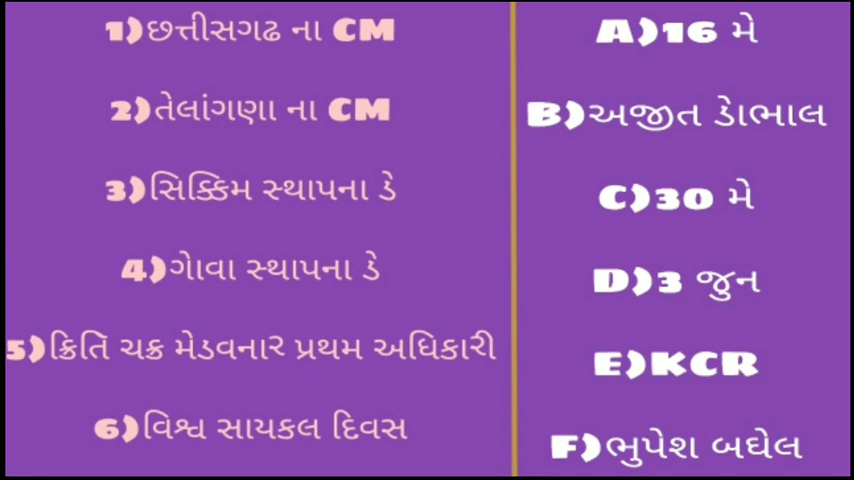 1)છત્તીસગઢ ના CM
2)તેલાંગણા ના CM
3)સિક્કિમ સ્થાપના ડે
4)ગોવા સ્થાપના ડે
5)ક્રિતિ ચક્ર મેડવનાર પ્રથમ અધિકારી
6)વિશ્વ સાયકલ દિવસ
A)16 મે
B)અજીત ડોભાલ
C)30 મે
D)3 જુન
E)KCR
F)ભુપેશ બઘેલ